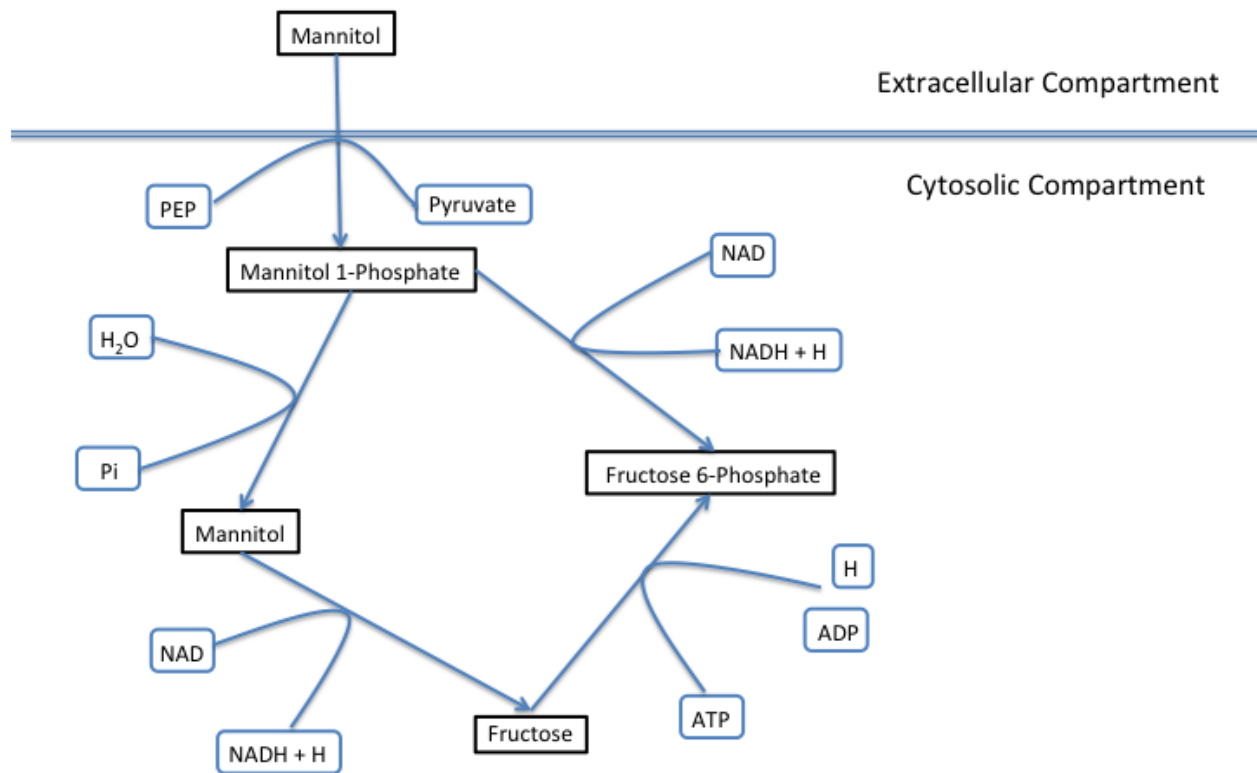 Mannitol
Extracellular Compartment
Cytosolic Compartment
PEP
Pyruvate
Mannitol 1-Phosphate
NAD
H₂O
NADH + H
Pi
Fructose 6-Phosphate
Mannitol
H
NAD
ADP
ATP
Fructose
NADH + H